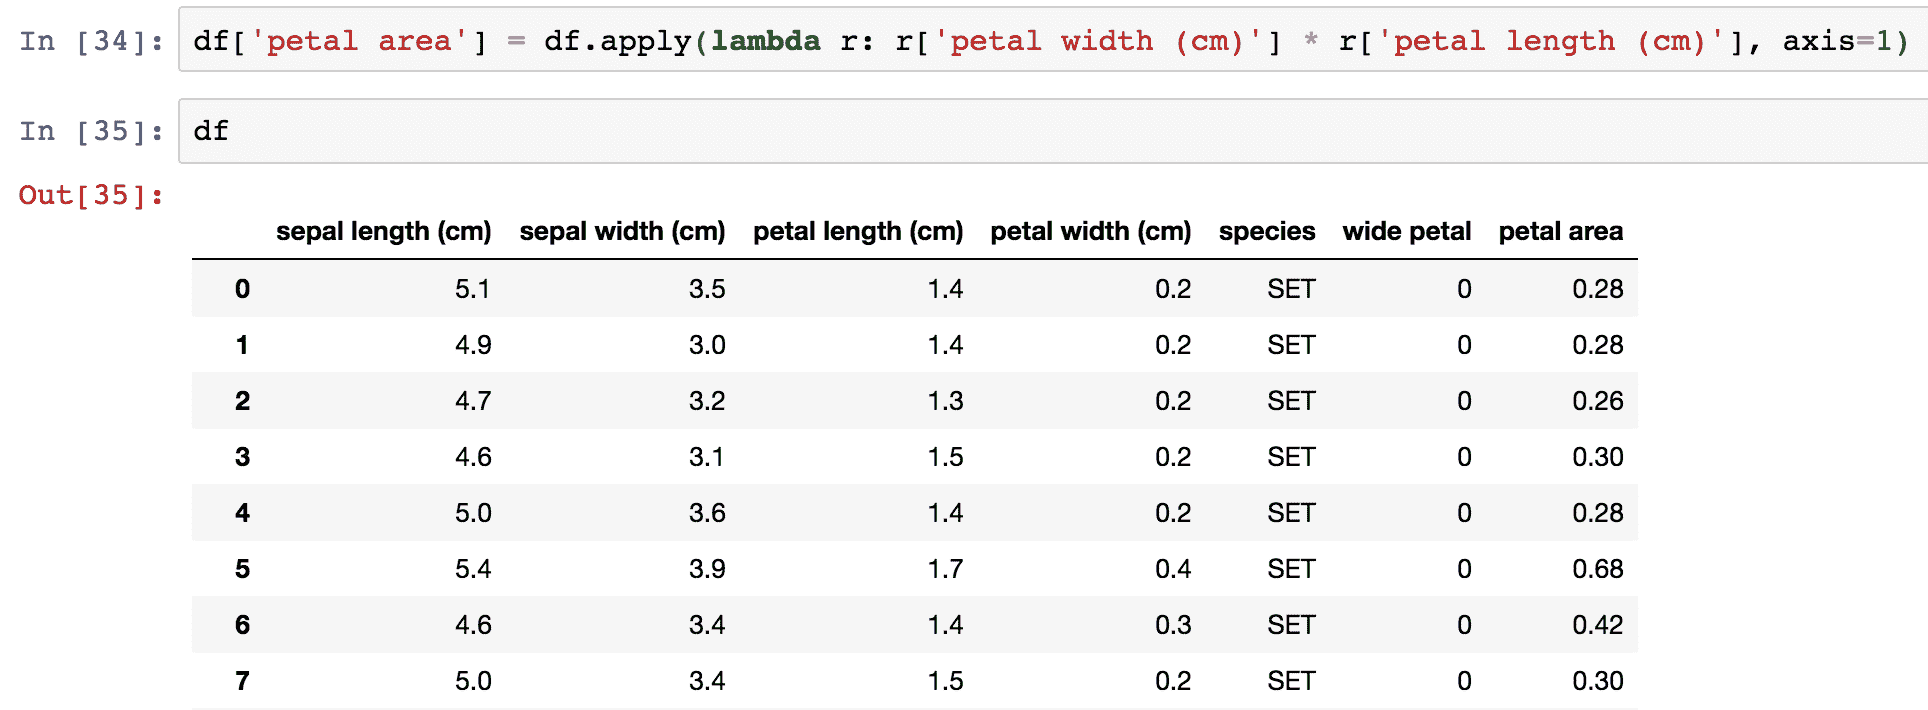 In [34]: df['petal area'] = df.apply(lambda r: r['petal width (cm)'] * r['petal length (cm)'], axis=1)
In [35]: df
Out[35]:
sepal length (cm) sepal width (cm) petal length (cm) petal width (cm) species wide petal petal area
0 5.1 3.5 1.4 0.2 SET 0 0.28
1 4.9 3.0 1.4 0.2 SET 0 0.28
2 4.7 3.2 1.3 0.2 SET 0 0.26
3 4.6 3.1 1.5 0.2 SET 0 0.30
4 5.0 3.6 1.4 0.2 SET 0 0.28
5 5.4 3.9 1.7 0.4 SET 0 0.68
6 4.6 3.4 1.4 0.3 SET 0 0.42
7 5.0 3.4 1.5 0.2 SET 0 0.30